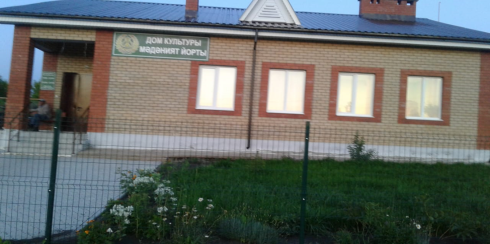 ДОМ КУЛЬТУРЫ
МӘДӘНИЯТ ЙОРТЫ